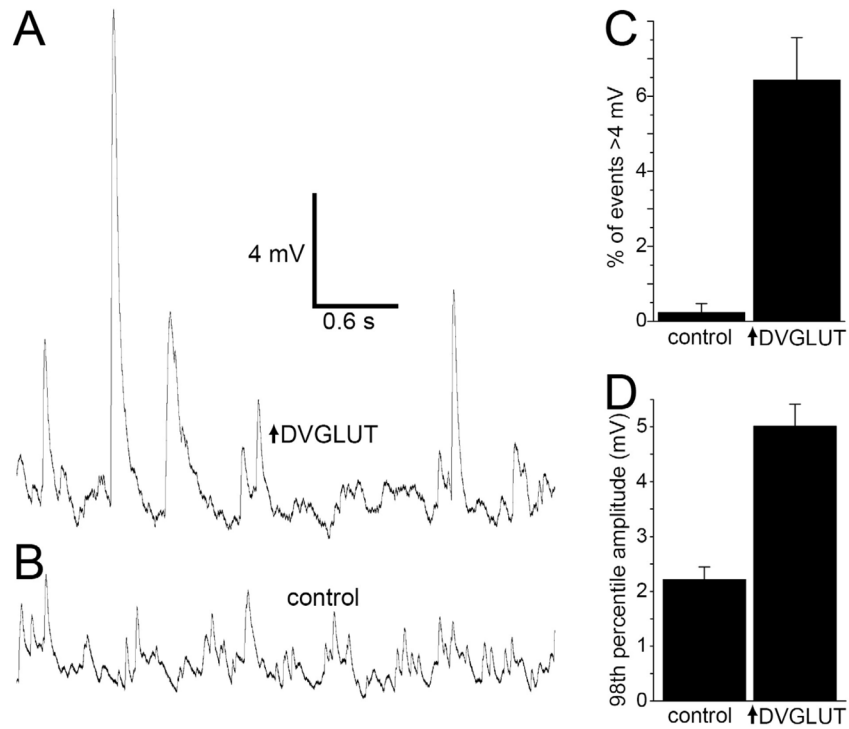 A
4 mV
0.6 s
↑DVGLUT
B
control
C
% of events >4 mV
6
4
2
0
control ↑DVGLUT
D
98th percentile amplitude (mV)
5
4
3
2
1
0
control ↑DVGLUT